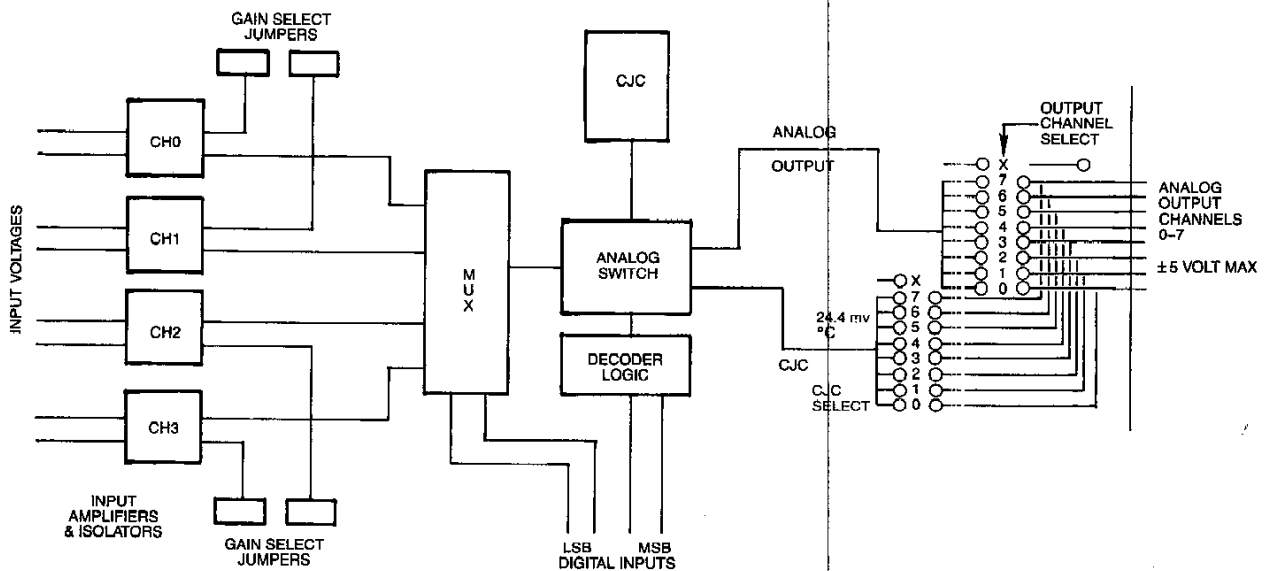 GAIN SELECT
JUMPERS
CJC
INPUT VOLTAGES
CH0
CH1
CH2
CH3
MUX
ANALOG
SWITCH
DECODER
LOGIC
ANALOG
OUTPUT
OUTPUT
CHANNEL
SELECT
X
7
6
5
4
3
2
1
0
ANALOG
OUTPUT
CHANNELS
0–7
±5 VOLT MAX
24.4 mv
°C
CJC
CJC
SELECT
X
7
6
5
4
3
2
1
0
INPUT
AMPLIFIERS
& ISOLATORS
GAIN SELECT
JUMPERS
LSB MSB
DIGITAL INPUTS